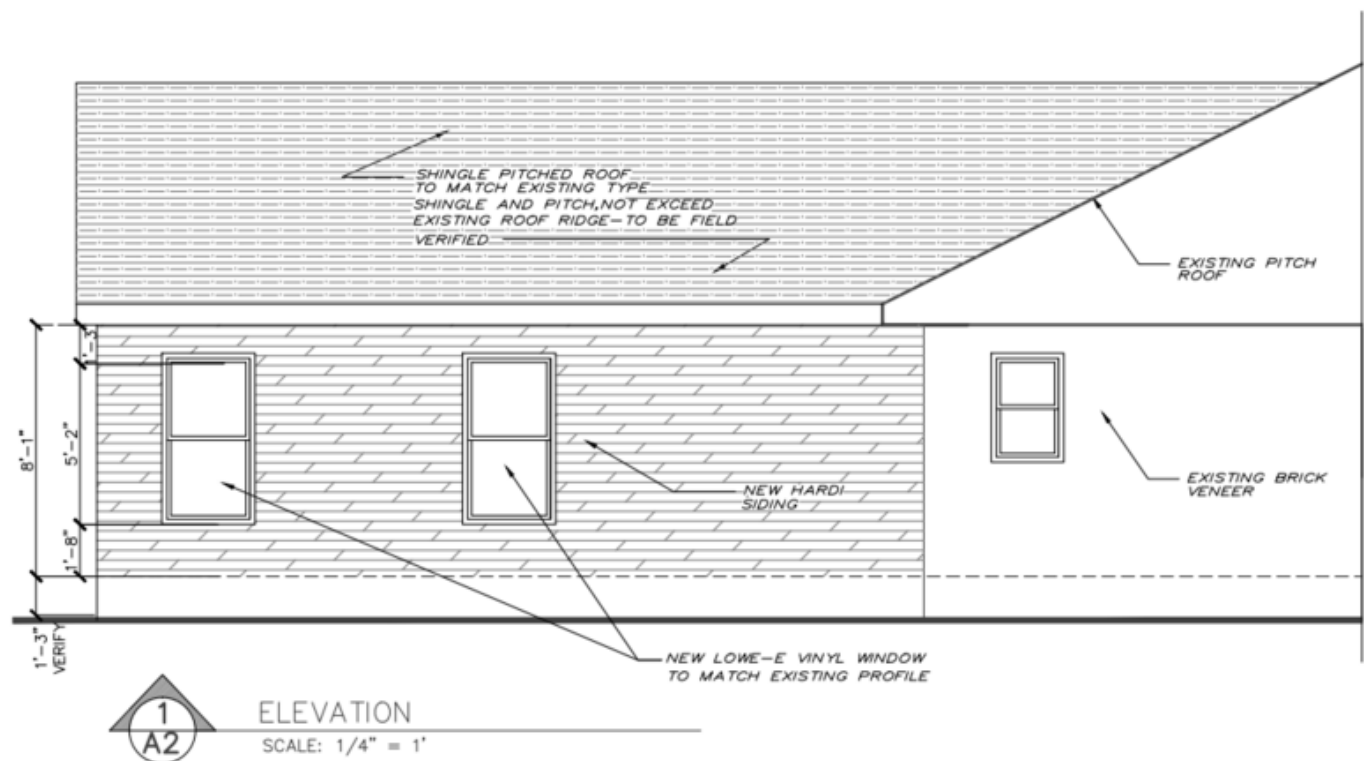 SHINGLE PITCHED ROOF
TO MATCH EXISTING TYPE
SHINGLE AND PITCH,NOT EXCEED
EXISTING ROOF RIDGE-TO BE FIELD
VERIFIED
EXISTING PITCH
ROOF
1'-3
8'-1"
5'-2"
1'-8"
NEW HARDI
SIDING
EXISTING BRICK
VENEER
1'-3"
VERIFY
NEW LOWE-E VINYL WINDOW
TO MATCH EXISTING PROFILE
1
A2
ELEVATION
SCALE: 1/4" = 1'